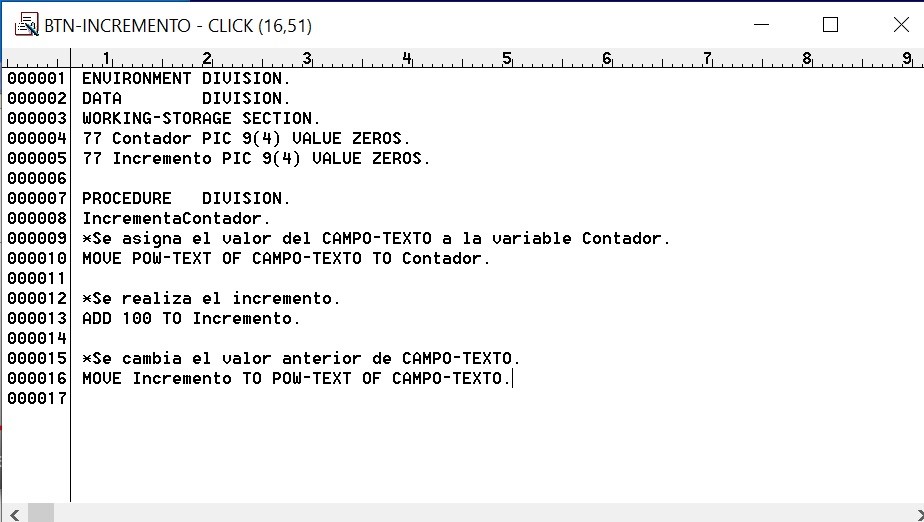 BTN-INCREMENTO - CLICK (16,51)
1 2 3 4 5 6 7 8 9
000001 ENVIRONMENT DIVISION.
000002 DATA        DIVISION.
000003 WORKING-STORAGE SECTION.
000004 77 Contador PIC 9(4) VALUE ZEROS.
000005 77 Incremento PIC 9(4) VALUE ZEROS.
000006
000007 PROCEDURE   DIVISION.
000008 IncrementaContador.
000009 *Se asigna el valor del CAMPO-TEXTO a la variable Contador.
000010 MOVE POW-TEXT OF CAMPO-TEXTO TO Contador.
000011
000012 *Se realiza el incremento.
000013 ADD 100 TO Incremento.
000014
000015 *Se cambia el valor anterior de CAMPO-TEXTO.
000016 MOVE Incremento TO POW-TEXT OF CAMPO-TEXTO.
000017